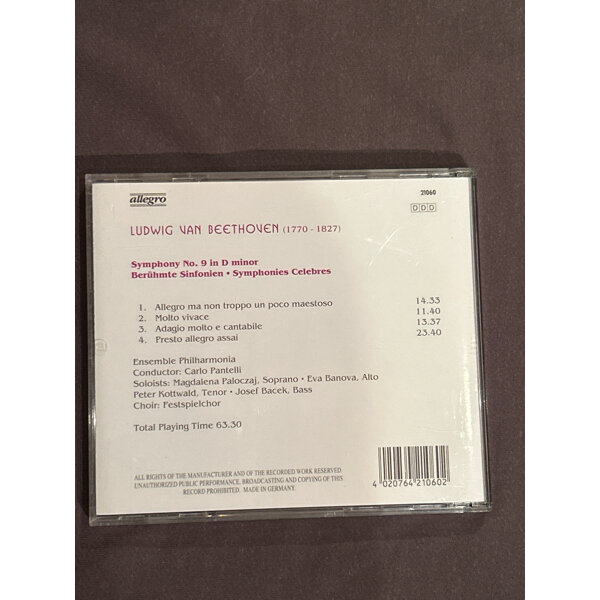 allegro
21060
DDD
LUDWIG VAN BEETHOVEN (1770 - 1827)
Symphony No. 9 in D minor
Berühmte Sinfonien • Symphonies Celebres
1. Allegro ma non troppo un poco maestoso 14.33
2. Molto vivace 11.40
3. Adagio molto e cantabile 13.37
4. Presto allegro assai 23.40
Ensemble Philharmonia
Conductor: Carlo Pantelli
Soloists: Magdalena Paloczaj, Soprano • Eva Banova, Alto
Peter Kottwald, Tenor • Josef Bacek, Bass
Choir: Festspielchor
Total Playing Time 63.30
ALL RIGHTS OF THE MANUFACTURER AND OF THE RECORDED WORK RESERVED.
UNAUTHORIZED PUBLIC PERFORMANCE, BROADCASTING AND COPYING OF THIS
RECORD PROHIBITED. MADE IN GERMANY.
4 020764 210602